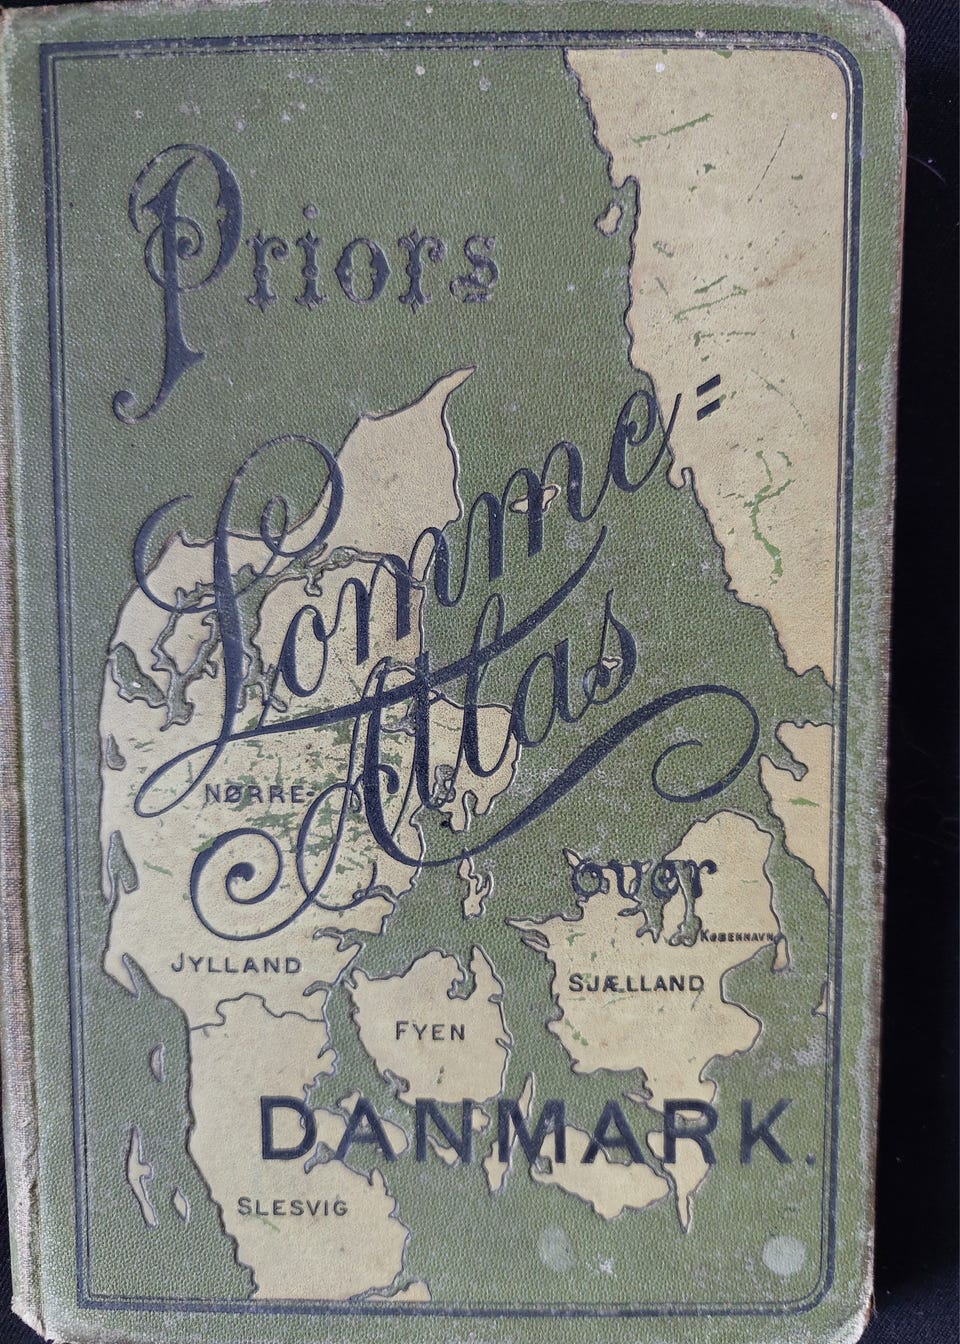 Priors
Lomme=
Atlas
NØRRE-
over
KØBENHAVN
JYLLAND
SJÆLLAND
FYEN
DANMARK.
SLESVIG